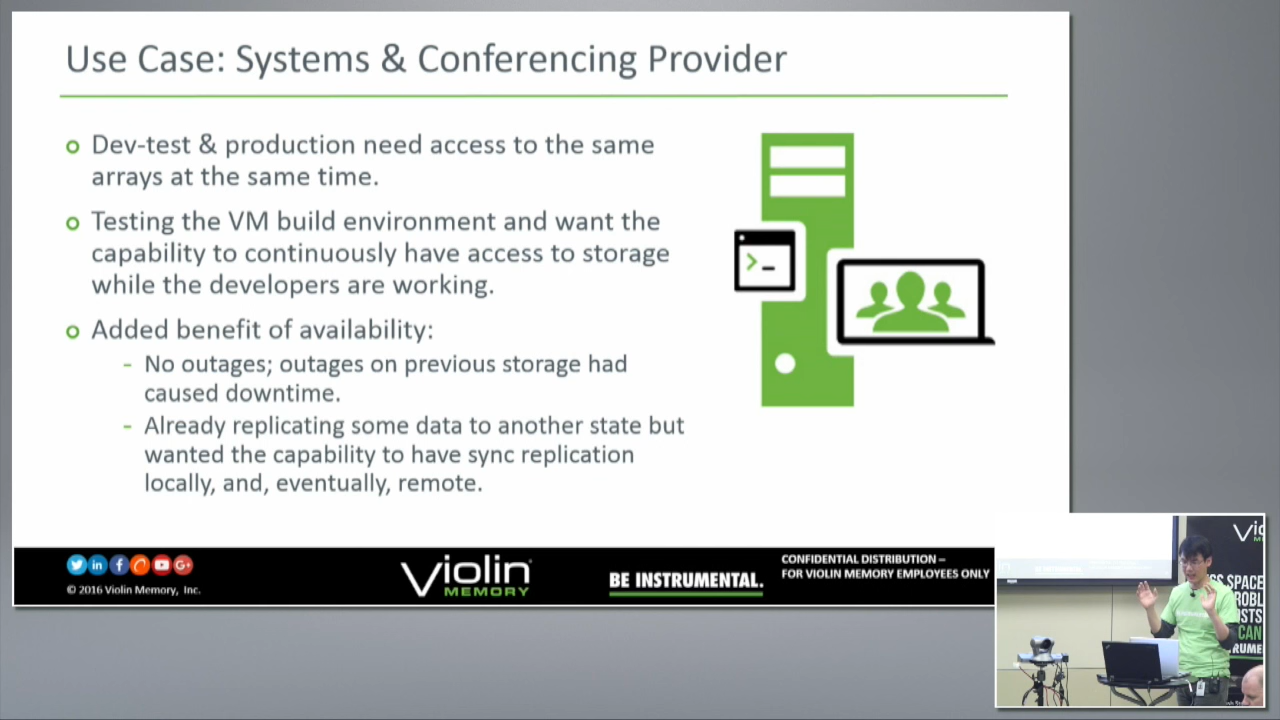 Use Case: Systems & Conferencing Provider
Dev-test & production need access to the same
arrays at the same time.
Testing the VM build environment and want the
capability to continuously have access to storage
while the developers are working.
Added benefit of availability:
- No outages; outages on previous storage had
caused downtime.
- Already replicating some data to another state but
wanted the capability to have sync replication
locally, and, eventually, remote.
© 2016 Violin Memory, Inc.
Violin
MEMORY
BE INSTRUMENTAL.
CONFIDENTIAL DISTRIBUTION –
FOR VIOLIN MEMORY EMPLOYEES ONLY
SPACE
CAN